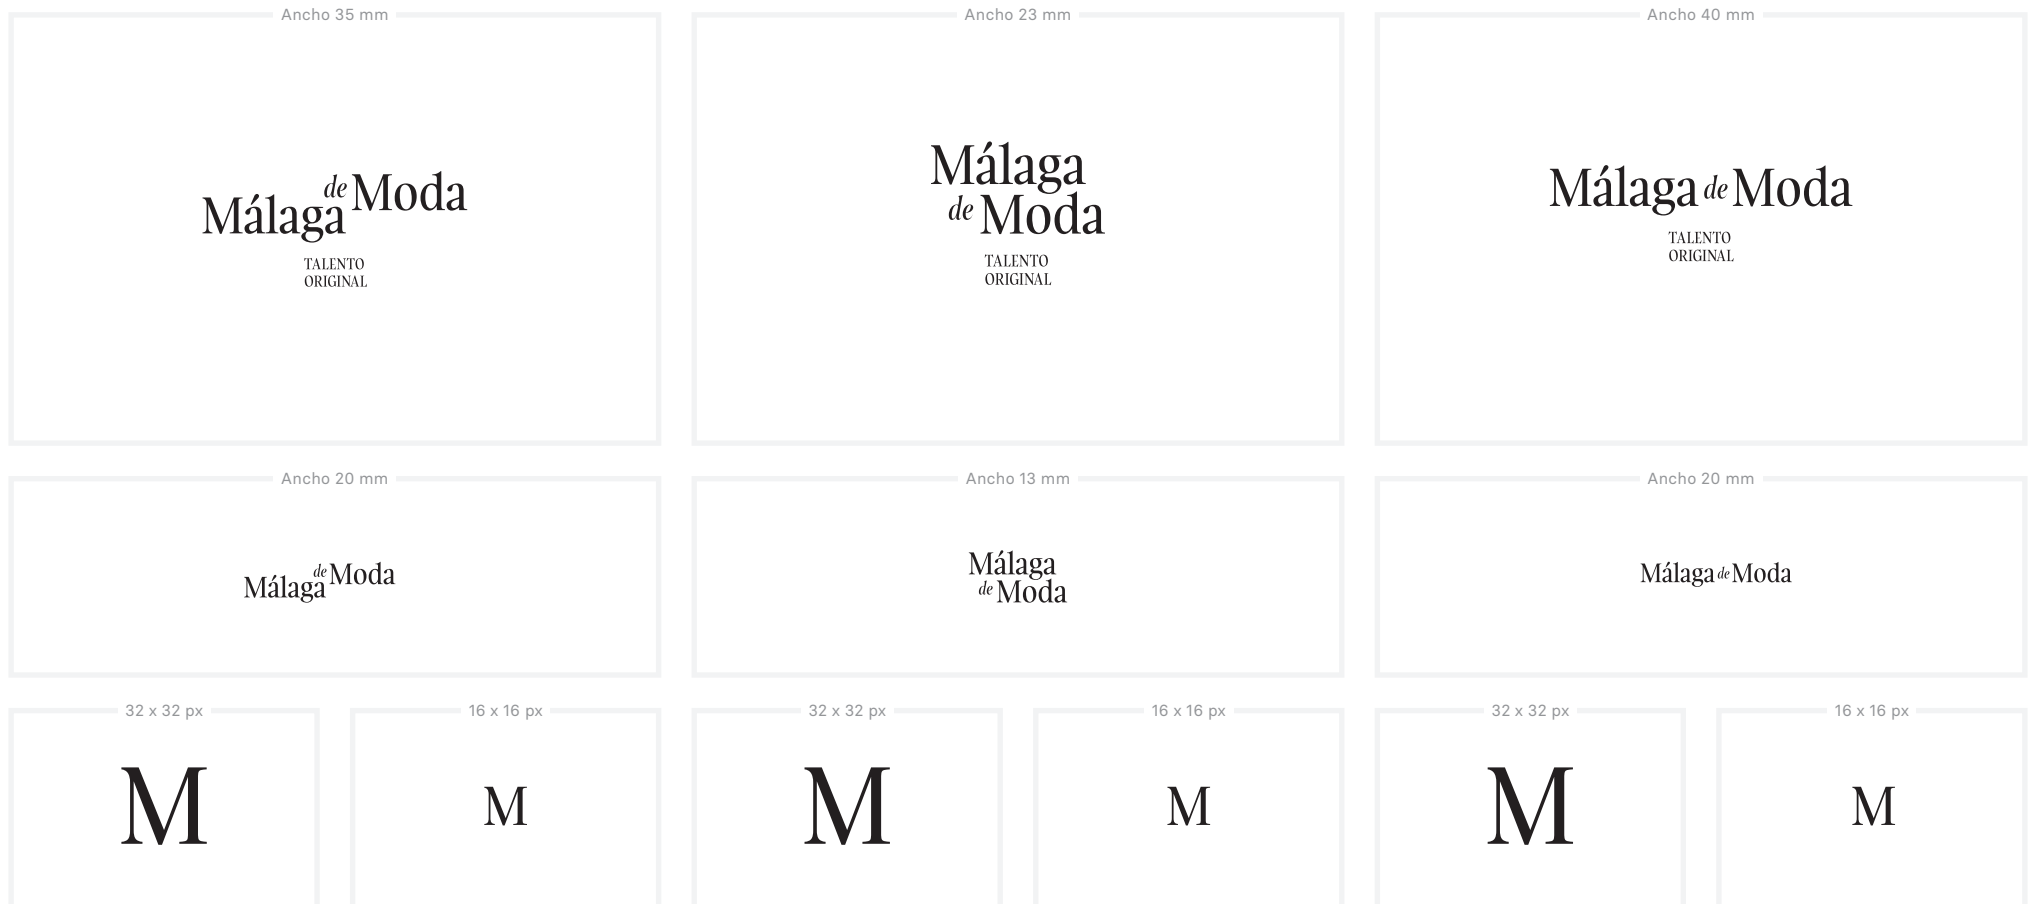 Ancho 35 mm
Málaga de Moda
TALENTO
ORIGINAL
Ancho 23 mm
Málaga
de Moda
TALENTO
ORIGINAL
Ancho 40 mm
Málaga de Moda
TALENTO
ORIGINAL
Ancho 20 mm
Málaga de Moda
Ancho 13 mm
Málaga
de Moda
Ancho 20 mm
Málaga de Moda
32 x 32 px
M
16 x 16 px
M
32 x 32 px
M
16 x 16 px
M
32 x 32 px
M
16 x 16 px
M